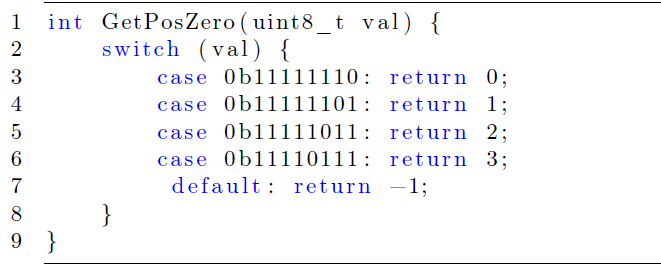 1 int GetPosZero(uint8_t val) {
2     switch (val) {
3         case 0b11111110: return 0;
4         case 0b11111101: return 1;
5         case 0b11111011: return 2;
6         case 0b11110111: return 3;
7          default: return −1;
8     }
9 }